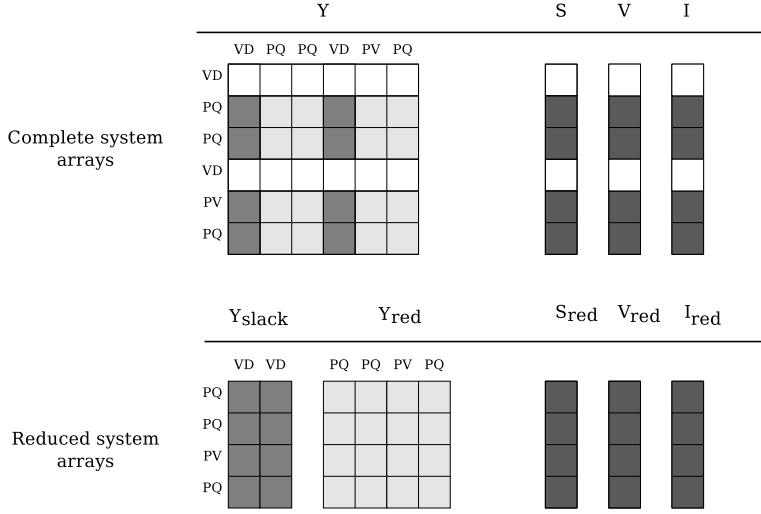 Y S V I
VD PQ PQ VD PV PQ
VD
PQ
PQ
VD
PV
PQ
Complete system
arrays
Yslack Yred Sred Vred Ired
VD VD PQ PQ PV PQ
PQ
PQ
PV
PQ
Reduced system
arrays